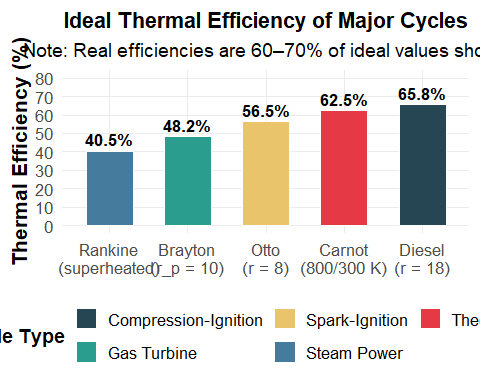 Ideal Thermal Efficiency of Major Cycles
Note: Real efficiencies are 60–70% of ideal values sho
Thermal Efficiency (%)
80
70
60
50
40
30
20
10
0
40.5%
48.2%
56.5%
62.5%
65.8%
Rankine
(superheated)
Brayton
(r_p = 10)
Otto
(r = 8)
Carnot
(800/300 K)
Diesel
(r = 18)
le Type
Compression-Ignition
Spark-Ignition
The
Gas Turbine
Steam Power